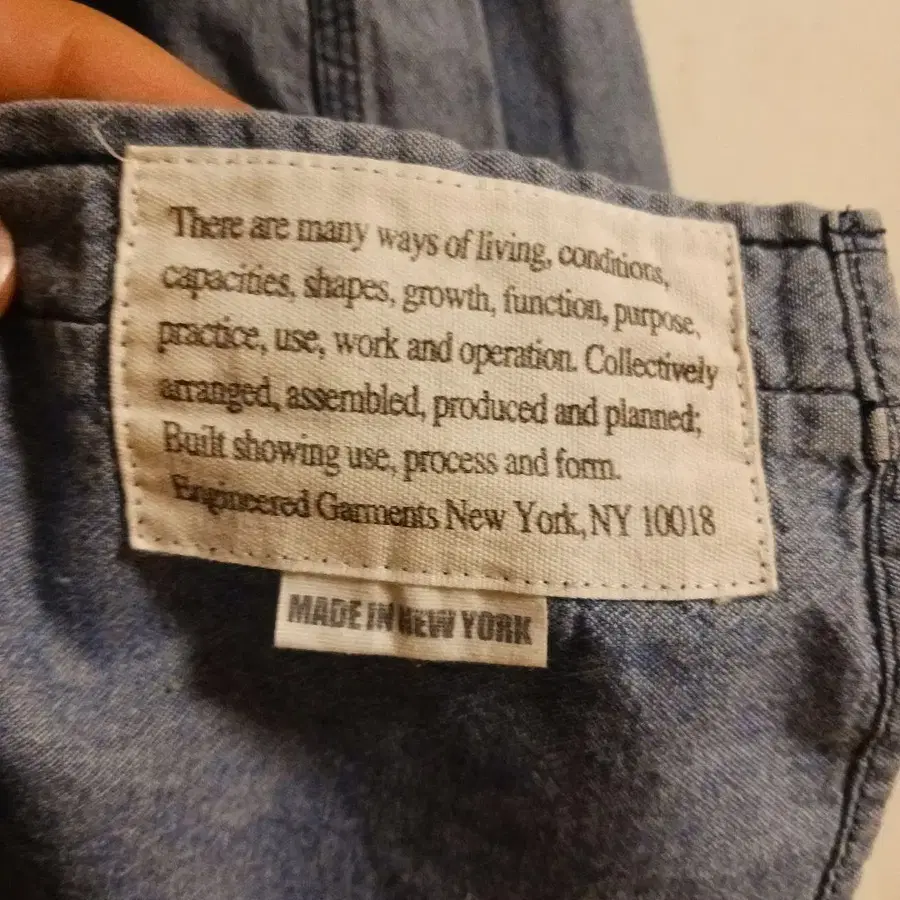 There are many ways of living, conditions,
capacities, shapes, growth, function, purpose,
practice, use, work and operation. Collectively
arranged, assembled, produced and planned;
Built showing use, process and form.
Engineered Garments New York, NY 10018
MADE IN NEW YORK